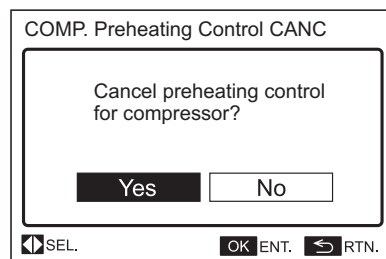 COMP. Preheating Control CANC
Cancel preheating control
for compressor?
Yes No
SEL. OK ENT. RTN.